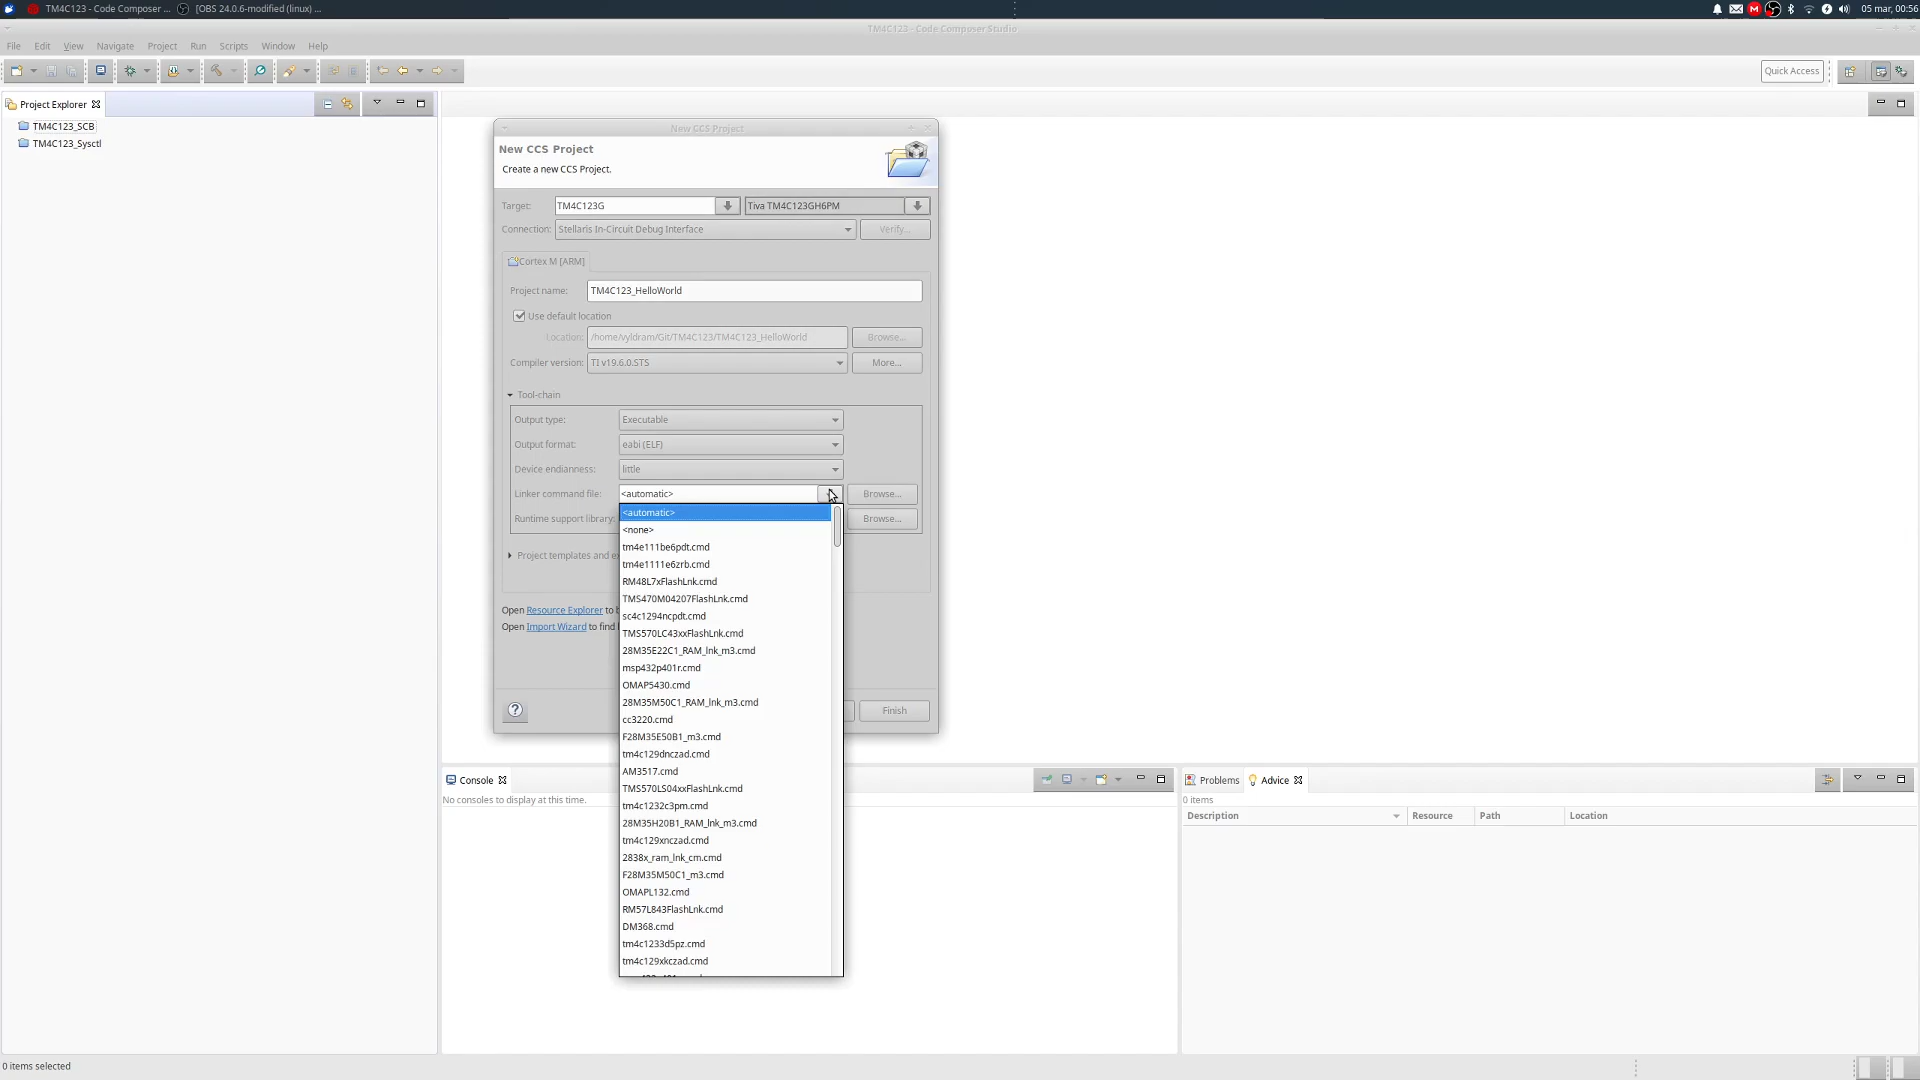 TM4C123 - Code Composer ...
[OBS 24.0.6-modified (linux) ...
05 mar, 00:56
TM4C123 - Code Composer Studio
File Edit View Navigate Project Run Scripts Window Help
Quick Access
Project Explorer
TM4C123_SCB
TM4C123_Sysctl
New CCS Project
New CCS Project
Create a new CCS Project.
Target: TM4C123G Tiva TM4C123GH6PM
Connection: Stellaris In-Circuit Debug Interface Verify...
Cortex M [ARM]
Project name: TM4C123_HelloWorld
Use default location
Location: /home/vyldram/Git/TM4C123/TM4C123_HelloWorld Browse...
Compiler version: TI v19.6.0.STS More...
Tool-chain
Output type: Executable
Output format: eabi (ELF)
Device endianness: little
Linker command file: <automatic> Browse...
Runtime support library: Browse...
<automatic>
<none>
tm4e111be6pdt.cmd
tm4e1111e6zrb.cmd
RM48L7xFlashLnk.cmd
TMS470M04207FlashLnk.cmd
sc4c1294ncpdt.cmd
TMS570LC43xxFlashLnk.cmd
28M35E22C1_RAM_lnk_m3.cmd
msp432p401r.cmd
OMAP5430.cmd
28M35M50C1_RAM_lnk_m3.cmd
cc3220.cmd
F28M35E50B1_m3.cmd
tm4c129dnczad.cmd
AM3517.cmd
TMS570LS04xxFlashLnk.cmd
tm4c1232c3pm.cmd
28M35H20B1_RAM_lnk_m3.cmd
tm4c129xnczad.cmd
2838x_ram_lnk_cm.cmd
F28M35M50C1_m3.cmd
OMAPL132.cmd
RM57L843FlashLnk.cmd
DM368.cmd
tm4c1233d5pz.cmd
tm4c129xkczad.cmd
Project templates and
Open Resource Explorer to
Open Import Wizard to find
Finish
Console
No consoles to display at this time.
Problems Advice
0 items
Description Resource Path Location
0 items selected